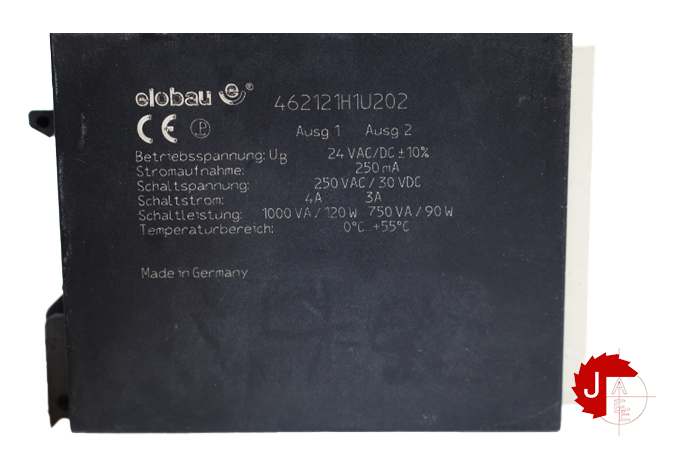 elobau e ® 462121H1U202
CE P Ausg 1 Ausg 2
Betriebsspannung: UB 24 VAC/DC ±10%
Stromaufnahme: 250 mA
Schaltspannung: 250 VAC / 30 VDC
Schaltstrom: 4A 3A
Schaltleistung: 1000 VA / 120 W 750 VA / 90 W
Temperaturbereich: 0°C.. +55°C
Made in Germany
J A